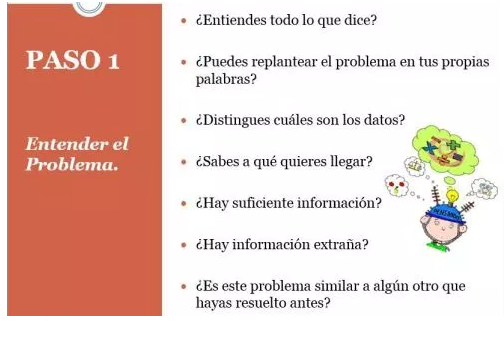 PASO 1
Entender el
Problema.
¿Entiendes todo lo que dice?
¿Puedes replantear el problema en tus propias
palabras?
¿Distingues cuáles son los datos?
¿Sabes a qué quieres llegar?
¿Hay suficiente información?
¿Hay información extraña?
¿Es este problema similar a algún otro que
hayas resuelto antes?